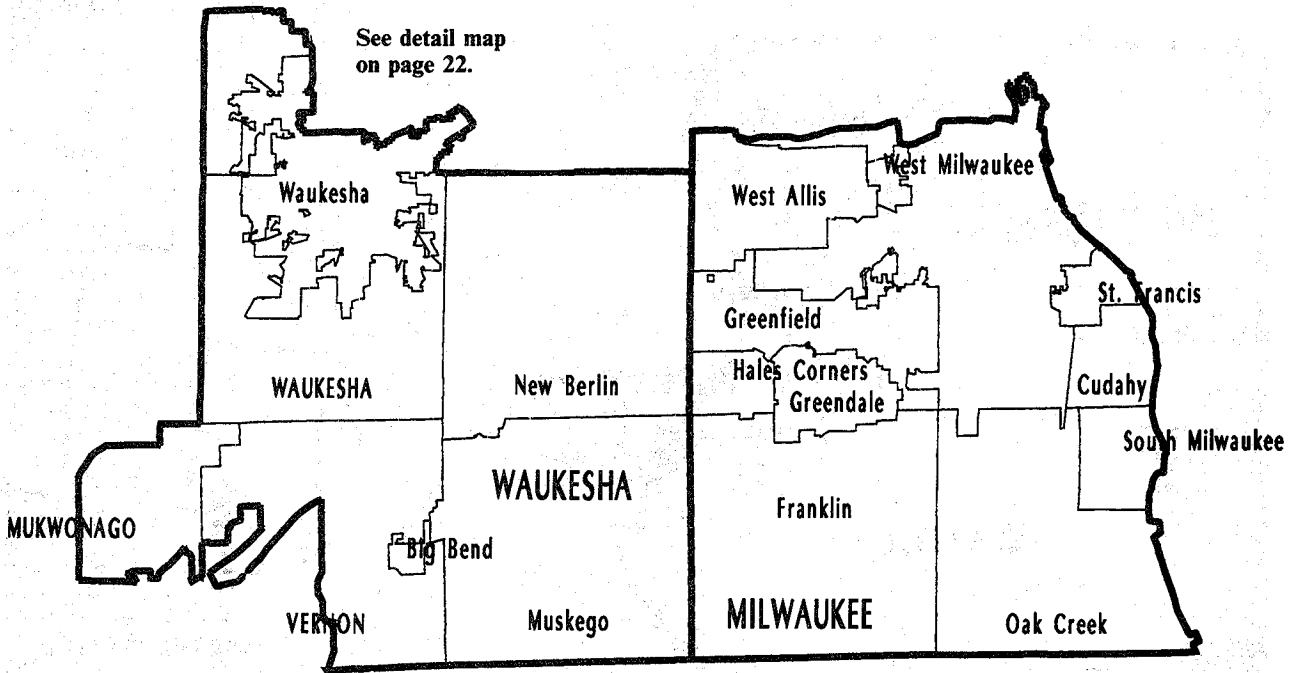 See detail map
on page 22.
Waukesha
West Milwaukee
West Allis
St. Francis
Greenfield
Hales Corners
WAUKESHA
New Berlin
Cudahy
Greendale
South Milwaukee
WAUKESHA
Franklin
MUKWONAGO
Big Bend
MILWAUKEE
VERNON
Muskego
Oak Creek